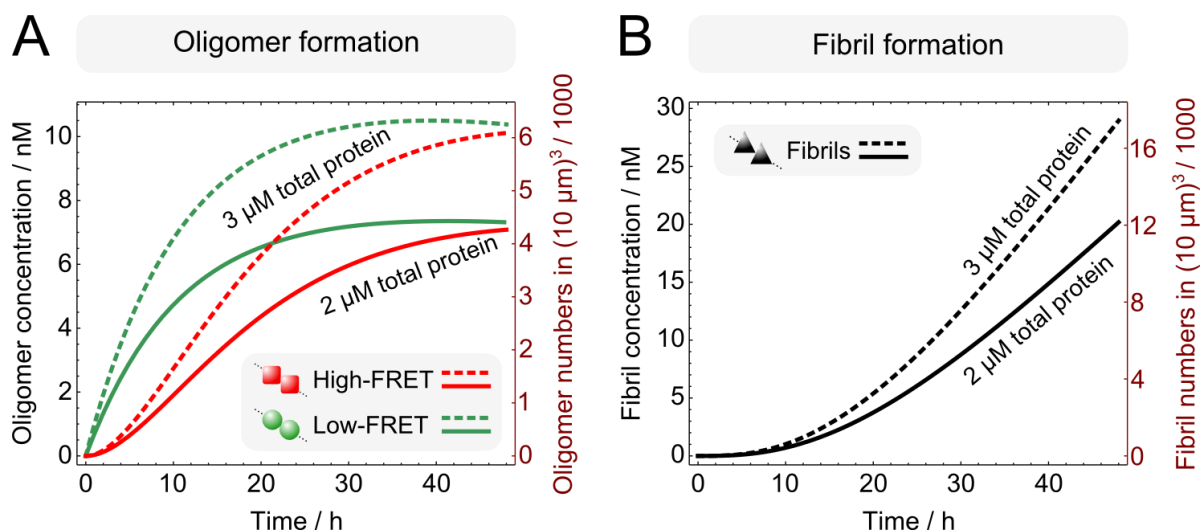 A
Oligomer formation
Oligomer concentration / nM
10
8
6
4
2
0
0
20
40
Time / h
6
5
4
3
2
1
0
Oligomer numbers in (10 µm)³ / 1000
3 µM total protein
2 µM total protein
High-FRET
Low-FRET
B
Fibril formation
Fibril concentration / nM
30
25
20
15
10
5
0
0
10
20
30
40
Time / h
16
12
8
4
0
Fibril numbers in (10 µm)³ / 1000
Fibrils
3 µM total protein
2 µM total protein